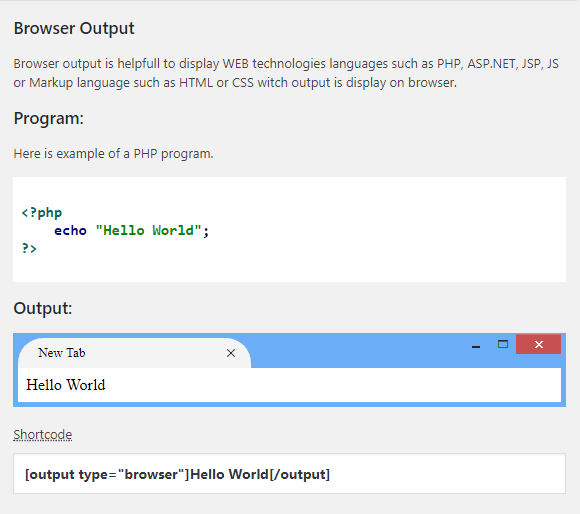 Browser Output
Browser output is helpfull to display WEB technologies languages such as PHP, ASP.NET, JSP, JS
or Markup language such as HTML or CSS witch output is display on browser.
Program:
Here is example of a PHP program.
<?php
    echo "Hello World";
?>
Output:
New Tab
Hello World
Shortcode
[output type="browser"]Hello World[/output]